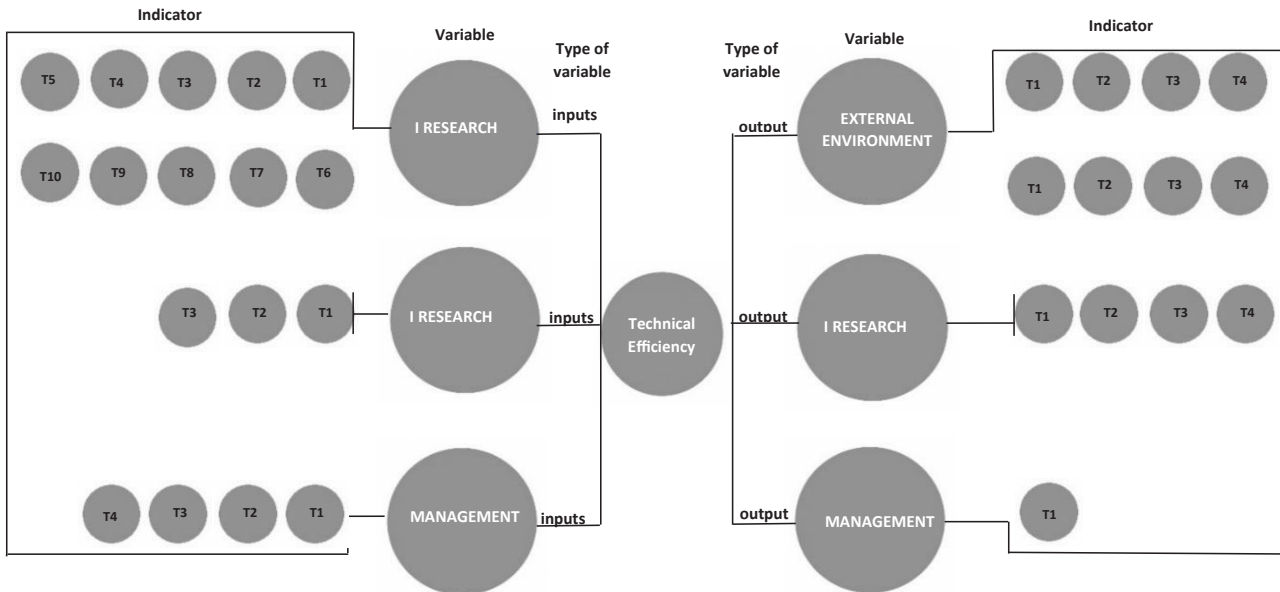 Indicator
Variable
Type of
variable
Type of
variable
Variable
Indicator
T5 T4 T3 T2 T1
I RESEARCH
inputs
output
EXTERNAL
ENVIRONMENT
T1 T2 T3 T4
T10 T9 T8 T7 T6
T1 T2 T3 T4
T3 T2 T1
I RESEARCH
inputs
Technical
Efficiency
output
I RESEARCH
T1 T2 T3 T4
T4 T3 T2 T1
MANAGEMENT
inputs
output
MANAGEMENT
T1